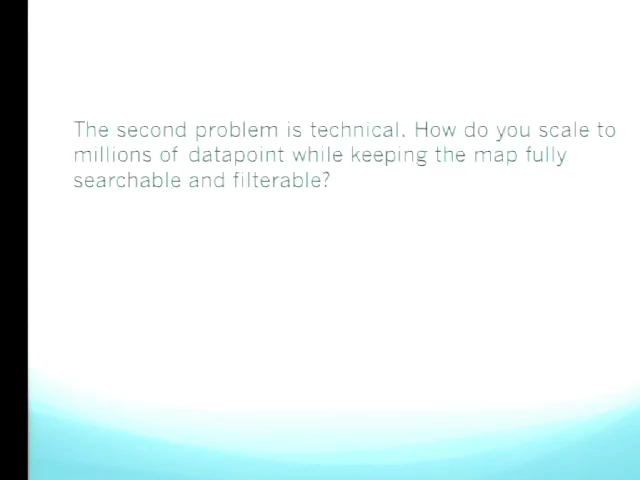 The second problem is technical. How do you scale to
millions of datapoint while keeping the map fully
searchable and filterable?